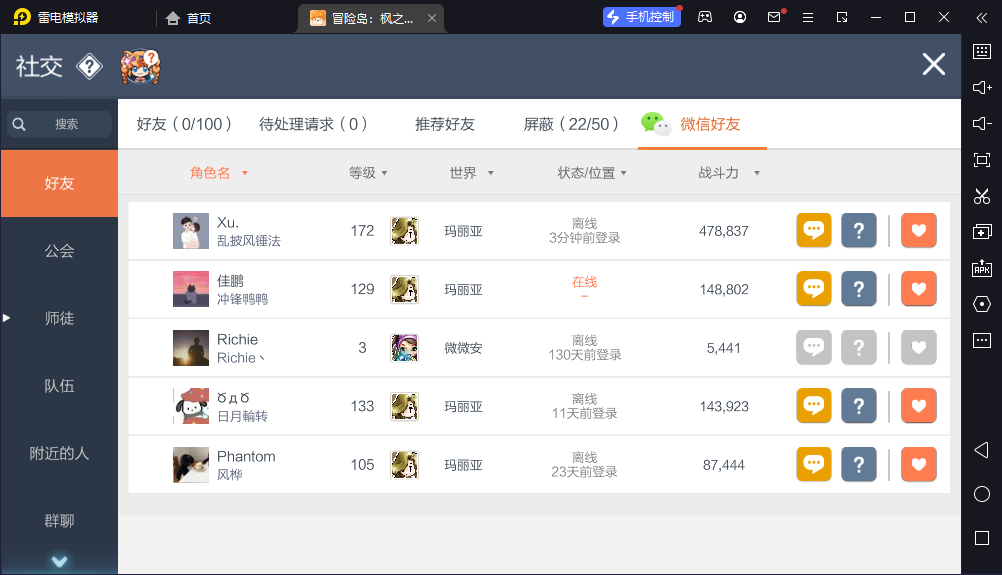 雷电模拟器
首页
冒险岛：枫之...
手机控制
社交
搜索
好友（0/100）
待处理请求（0）
推荐好友
屏蔽（22/50）
微信好友
好友
公会
师徒
队伍
附近的人
群聊
角色名
等级
世界
状态/位置
战斗力
Xu.
乱披风锤法
172
玛丽亚
离线
3分钟前登录
478,837
?
佳鹏
冲锋鸭鸭
129
玛丽亚
在线
–
148,802
?
Richie
Richie丶
3
微微安
离线
130天前登录
5,441
?
Ծ д Ծ
日月輪转
133
玛丽亚
离线
11天前登录
143,923
?
Phantom
风桦
105
玛丽亚
离线
23天前登录
87,444
?
APK